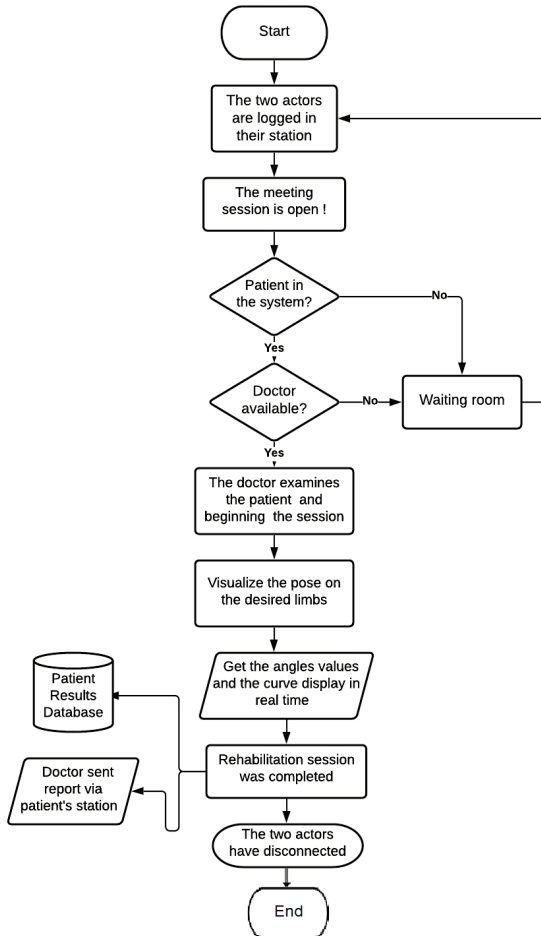 Start
The two actors
are logged in
their station
The meeting
session is open !
Patient in
the system?
No
Yes
Doctor
available?
No
Waiting room
Yes
The doctor examines
the patient and
beginning the session
Visualize the pose on
the desired limbs
Get the angles values
and the curve display in
real time
Patient
Results
Database
Rehabilitation session
was completed
Doctor sent
report via
patient's station
The two actors
have disconnected
End